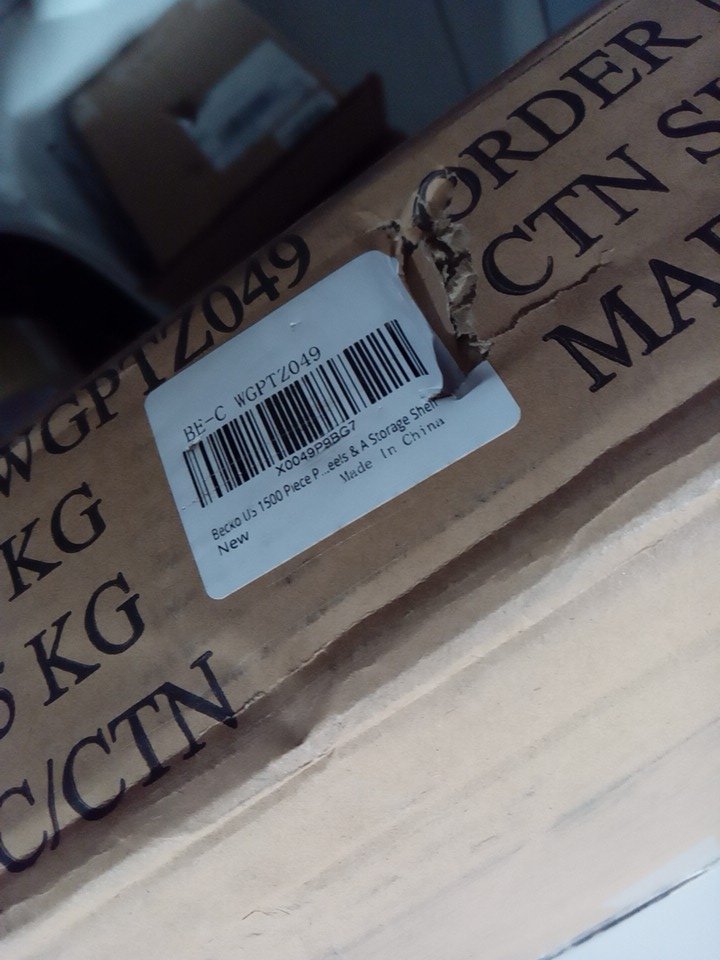 WGPTZ049
KG
KG
C/CTN
ORDER
CTN
BE-C WGPTZ049
X0049P9BG7
Becko US 1500 Piece P...eels & A Storage Shelf
New
Made In China